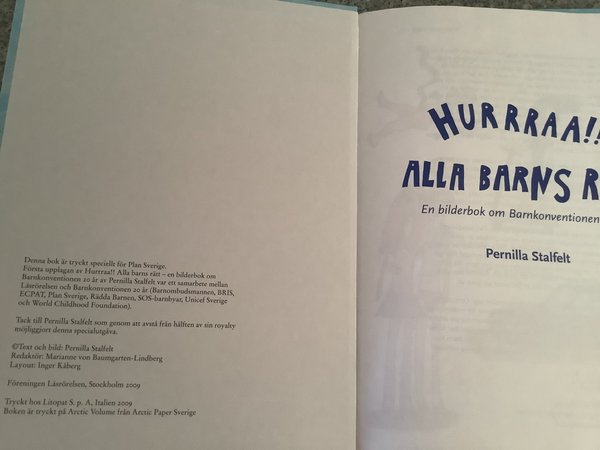 Denna bok är tryckt speciellt för Plan Sverige.
Första upplagan av Hurrraa!! Alla barns rätt – en bilderbok om
Barnkonventionen 20 år av Pernilla Stalfelt var ett samarbete mellan
Läsrörelsen och Barnkonventionen 20 år (Barnombudsmannen, BRIS,
ECPAT, Plan Sverige, Rädda Barnen, SOS-barnbyar, Unicef Sverige
och World Childhood Foundation).
Tack till Pernilla Stalfelt som genom att avstå från hälften av sin royalty
möjliggjort denna specialutgåva.
©Text och bild: Pernilla Stalfelt
Redaktör: Marianne von Baumgarten-Lindberg
Layout: Inger Kåberg
Föreningen Läsrörelsen, Stockholm 2009
Tryckt hos Litopat S. p. A, Italien 2009
Boken är tryckt på Arctic Volume från Arctic Paper Sverige
HURRRAA!!
ALLA BARNS R
En bilderbok om Barnkonventionen
Pernilla Stalfelt